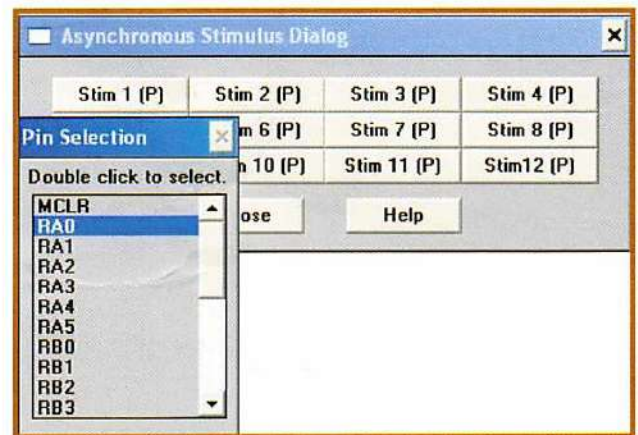 Asynchronous Stimulus Dialog
Stim 1 (P) Stim 2 (P) Stim 3 (P) Stim 4 (P)
Pin Selection
m 6 (P) Stim 7 (P) Stim 8 (P)
10 (P) Stim 11 (P) Stim12 (P)
Double click to select.
ose Help
MCLR
RA0
RA1
RA2
RA3
RA4
RA5
RB0
RB1
RB2
RB3